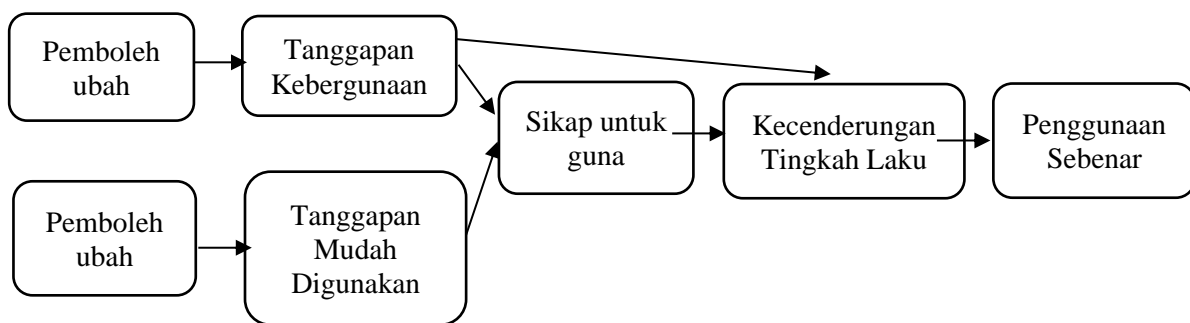 Pemboleh
ubah
Tanggapan
Kebergunaan
Sikap untuk
guna
Kecenderungan
Tingkah Laku
Penggunaan
Sebenar
Pemboleh
ubah
Tanggapan
Mudah
Digunakan